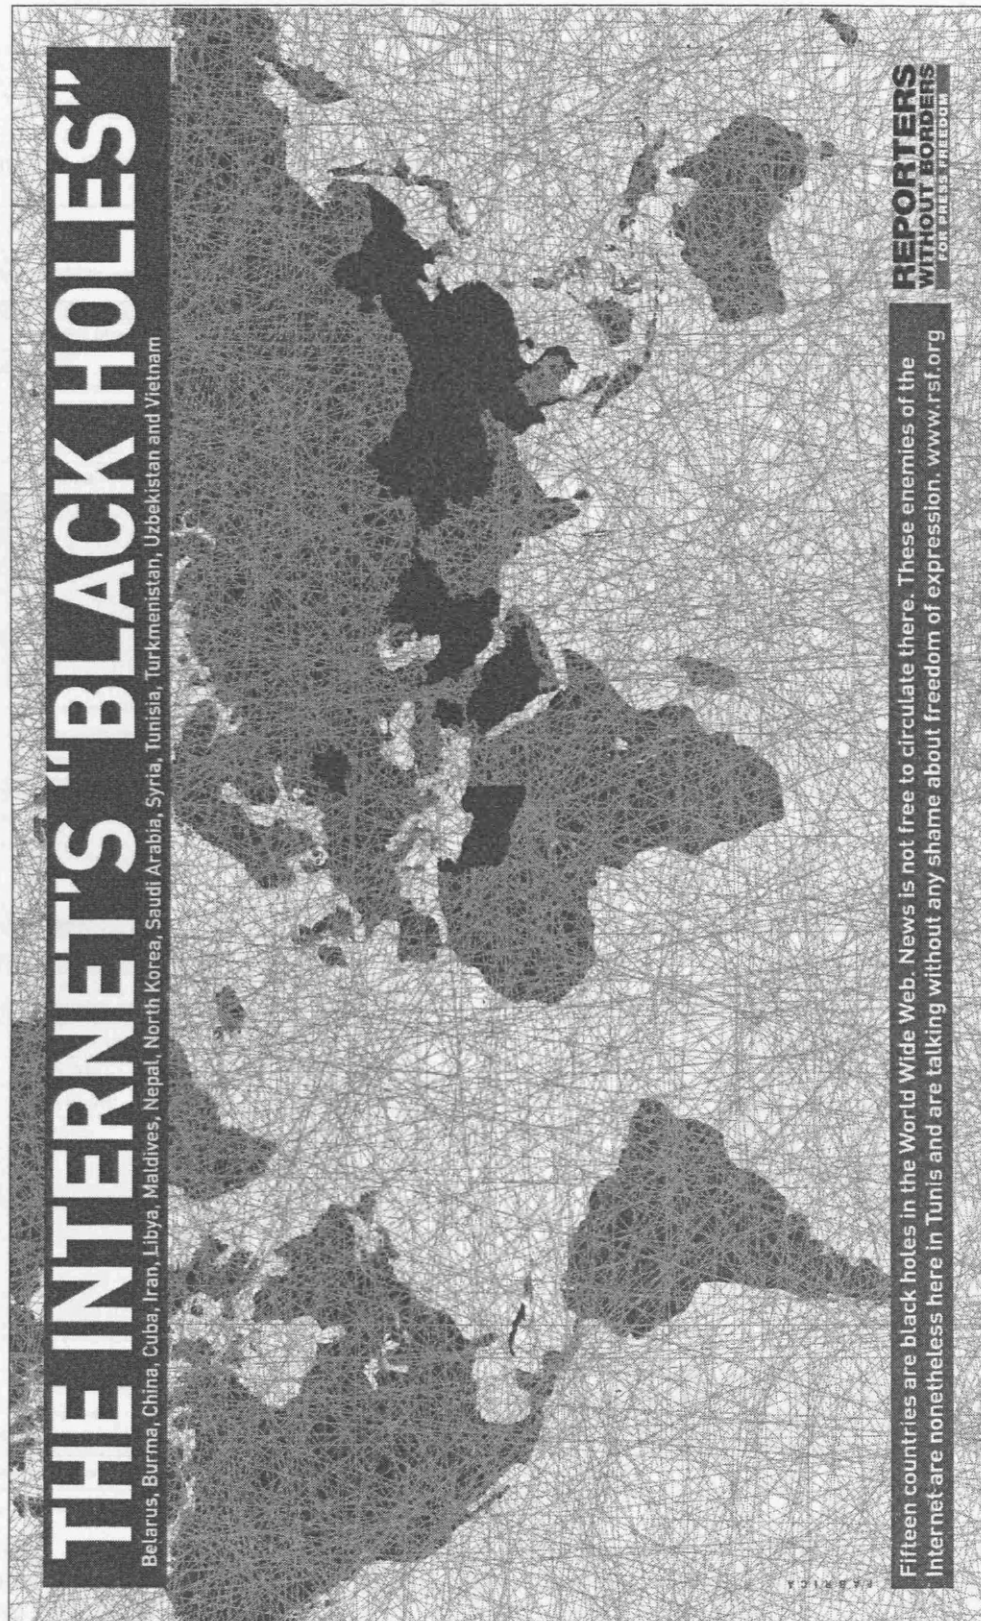 THE INTERNET'S "BLACK HOLES"
Belarus, Burma, China, Cuba, Iran, Libya, Maldives, Nepal, North Korea, Saudi Arabia, Syria, Tunisia, Turkmenistan, Uzbekistan and Vietnam
Fifteen countries are black holes in the World Wide Web. News is not free to circulate there. These enemies of the
Internet are nonetheless here in Tunis and are talking without any shame about freedom of expression. www.rsf.org
REPORTERS
WITHOUT BORDERS
FOR PRESS FREEDOM
FABRICA